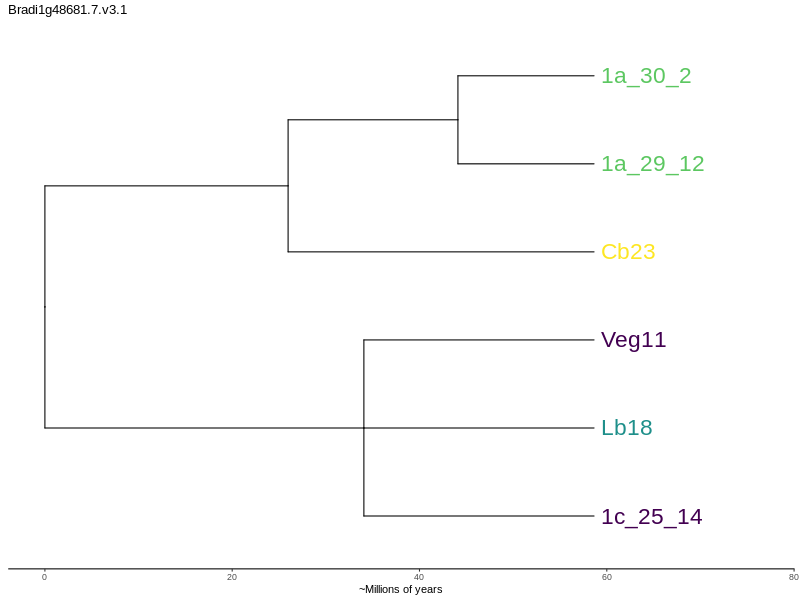 Bradi1g48681.7.v3.1
1a_30_2
1a_29_12
Cb23
Veg11
Lb18
1c_25_14
0 20 40 60 80
~Millions of years